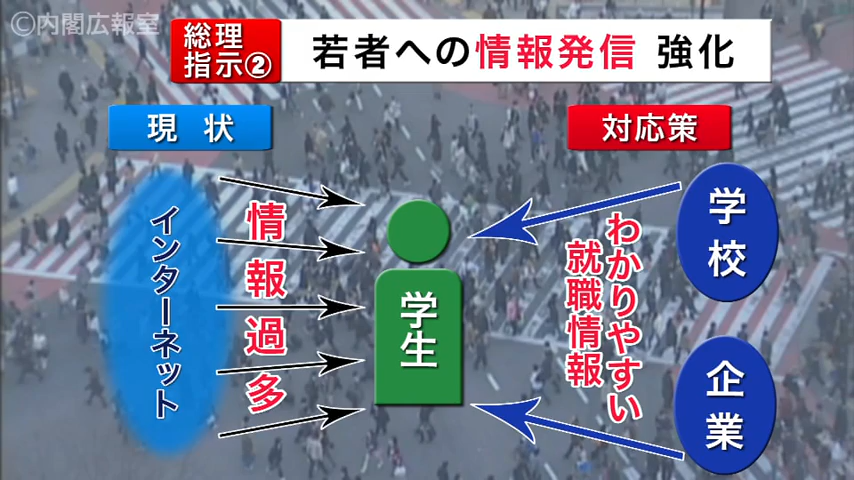 ©内閣広報室
総理
指示②
若者への情報発信 強化
現状
対応策
インターネット
情報過多
学生
わかりやすい
就職情報
学校
企業